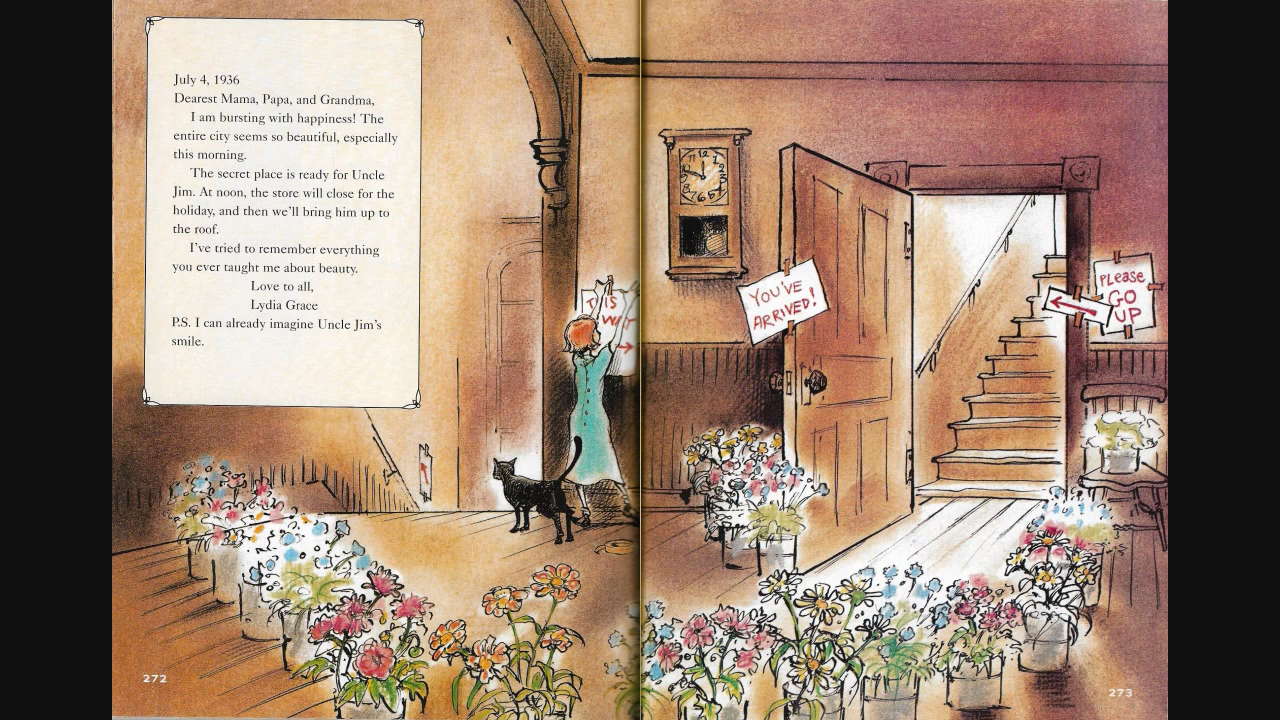 July 4, 1936
Dearest Mama, Papa, and Grandma,
I am bursting with happiness! The
entire city seems so beautiful, especially
this morning.
The secret place is ready for Uncle
Jim. At noon, the store will close for the
holiday, and then we'll bring him up to
the roof.
I've tried to remember everything
you ever taught me about beauty.
Love to all,
Lydia Grace
P.S. I can already imagine Uncle Jim's
smile.
THIS
WAY
YOU'VE
ARRIVED!
PLEASE
GO
UP
272
273